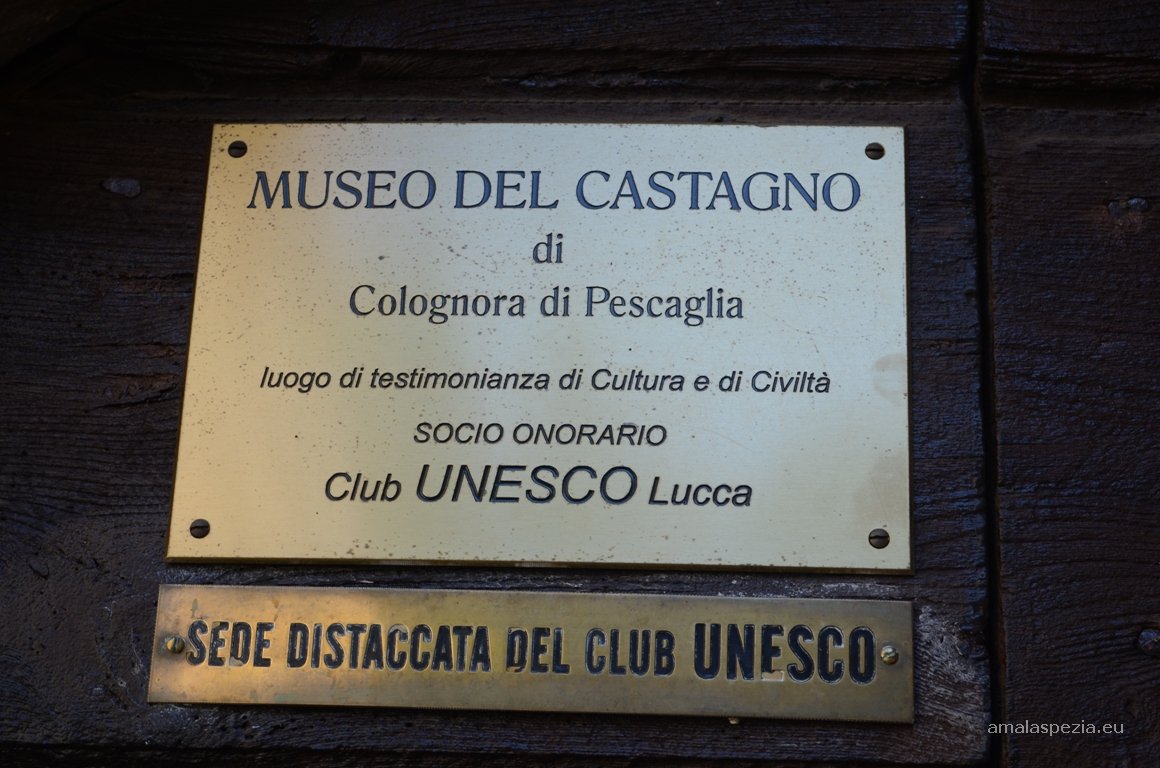 MUSEO DEL CASTAGNO
di
Colognora di Pescaglia
luogo di testimonianza di Cultura e di Civiltà
SOCIO ONORARIO
Club UNESCO Lucca
SEDE DISTACCATA DEL CLUB UNESCO
amalaspezia.eu